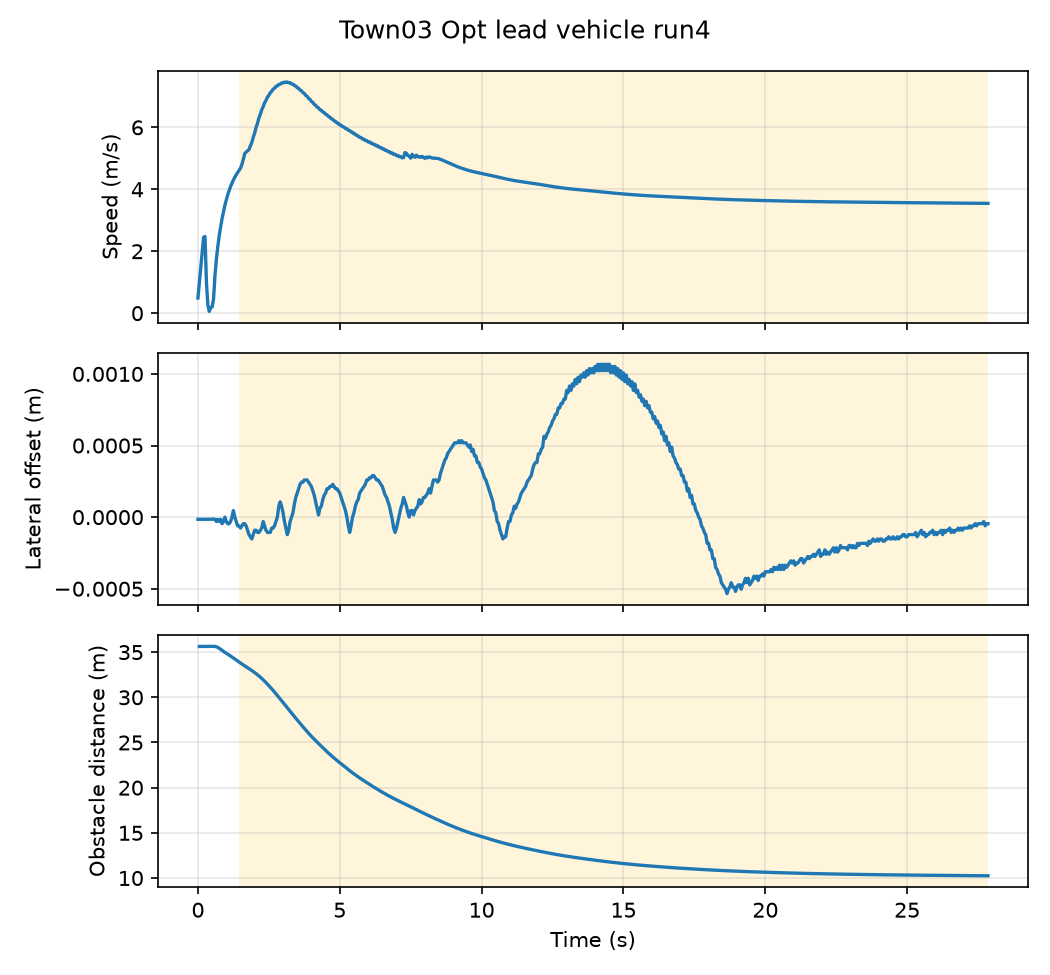 Town03 Opt lead vehicle run4
Speed (m/s)
6
4
2
0
Lateral offset (m)
0.0010
0.0005
0.0000
−0.0005
Obstacle distance (m)
35
30
25
20
15
10
0 5 10 15 20 25
Time (s)